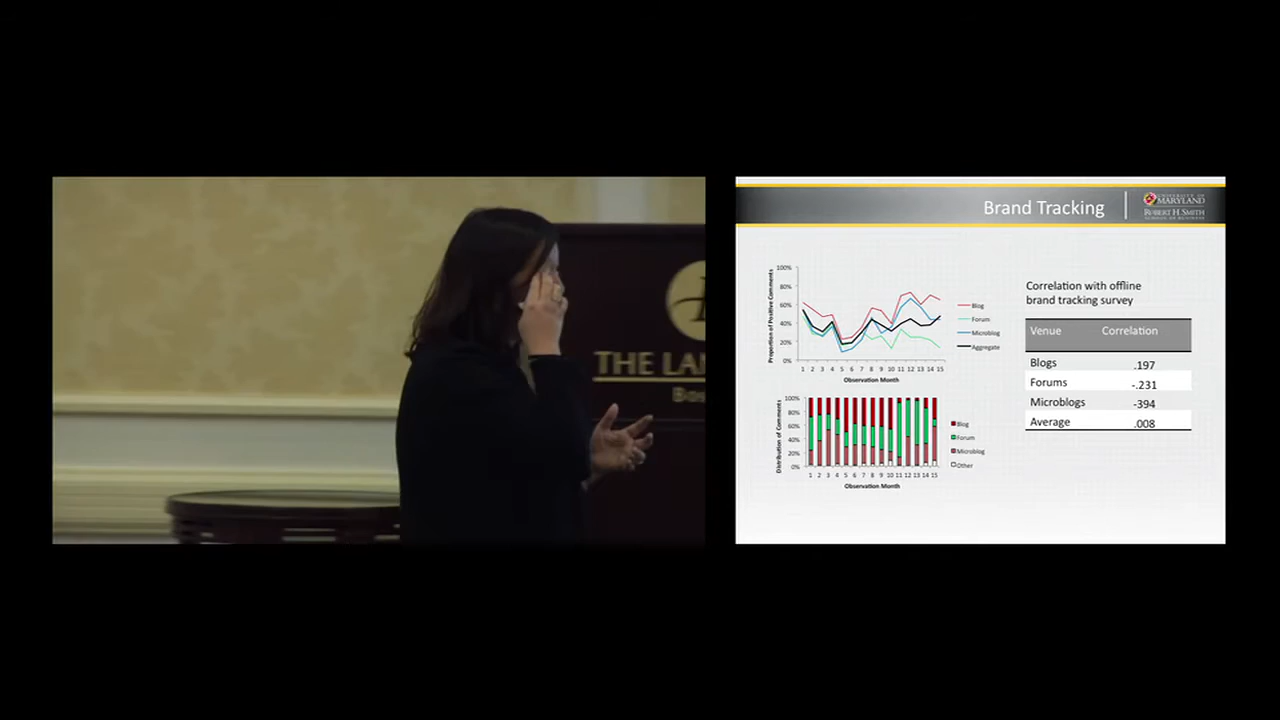 THE LAN
Bos
Brand Tracking
UNIVERSITY OF
MARYLAND
ROBERT H. SMITH
SCHOOL OF BUSINESS
Proportion of Positive Comments
100%
80%
60%
40%
20%
0%
1 2 3 4 5 6 7 8 9 10 11 12 13 14 15
Observation Month
Blog
Forum
Microblog
Aggregate
Distribution of Comments
100%
80%
60%
40%
20%
0%
1 2 3 4 5 6 7 8 9 10 11 12 13 14 15
Observation Month
Blog
Forum
Microblog
Other
Correlation with offline
brand tracking survey
Venue Correlation
Blogs .197
Forums -.231
Microblogs -394
Average .008